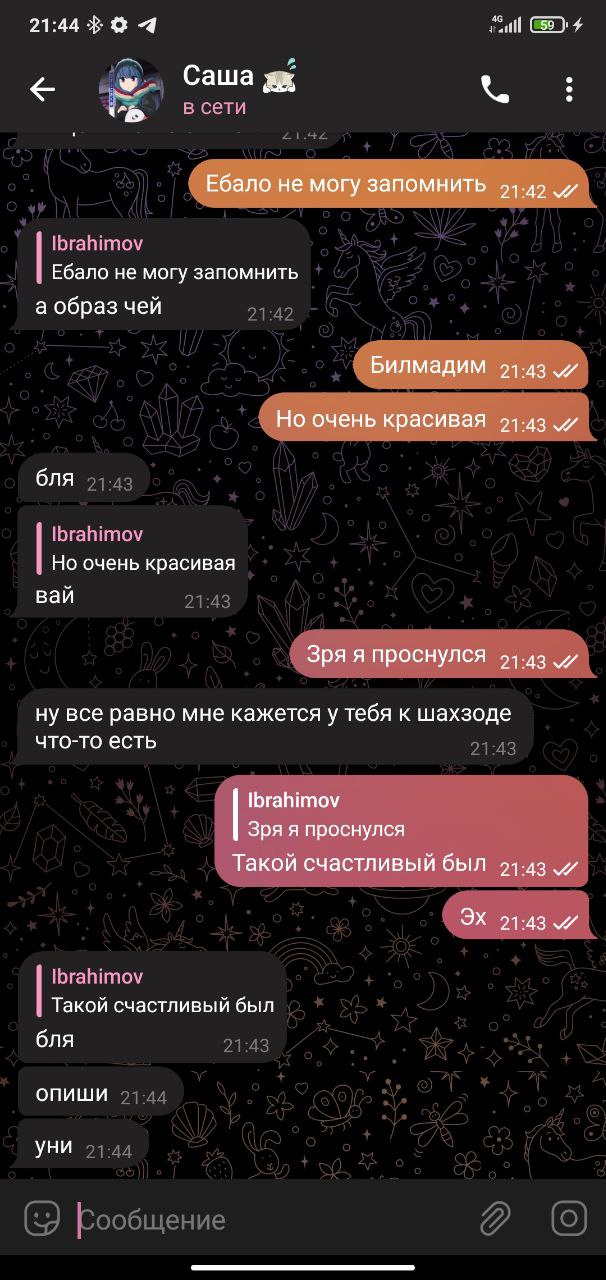 21:44
4G
59
Саша
в сети
21:42
Ебало не могу запомнить 21:42
Ibrahimov
Ебало не могу запомнить
а образ чей 21:42
Билмадим 21:43
Но очень красивая 21:43
бля 21:43
Ibrahimov
Но очень красивая
вай 21:43
Зря я проснулся 21:43
ну все равно мне кажется у тебя к шахзоде
что-то есть 21:43
Ibrahimov
Зря я проснулся
Такой счастливый был 21:43
Эх 21:43
Ibrahimov
Такой счастливый был
бля 21:43
опиши 21:44
уни 21:44
Сообщение